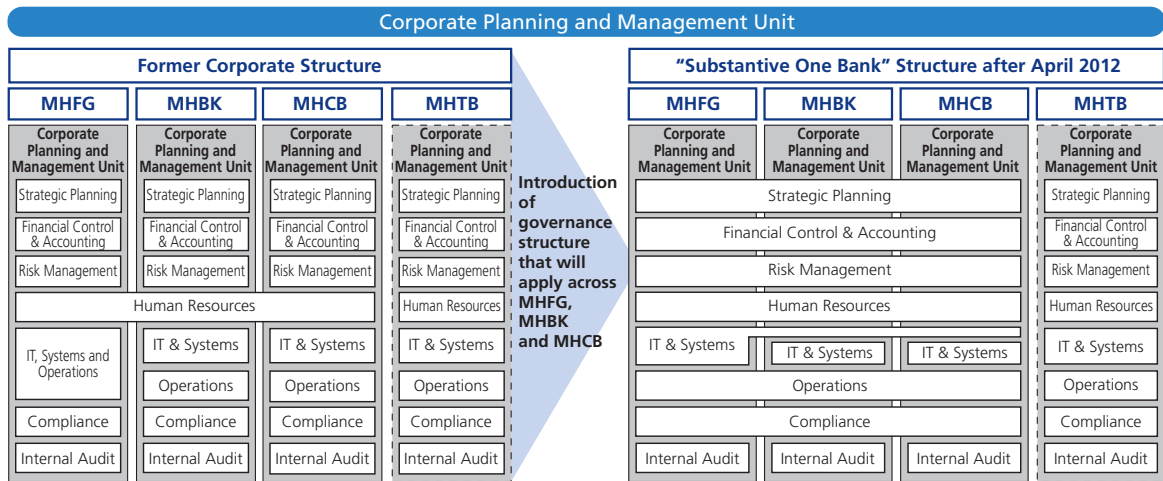 Corporate Planning and Management Unit
Former Corporate Structure
MHFG
MHBK
MHCB
MHTB
Corporate
Planning and
Management Unit
Corporate
Planning and
Management Unit
Corporate
Planning and
Management Unit
Corporate
Planning and
Management Unit
Strategic Planning
Strategic Planning
Strategic Planning
Strategic Planning
Financial Control
& Accounting
Financial Control
& Accounting
Financial Control
& Accounting
Financial Control
& Accounting
Risk Management
Risk Management
Risk Management
Risk Management
Human Resources
Human Resources
IT, Systems and
Operations
IT & Systems
IT & Systems
IT & Systems
Operations
Operations
Operations
Compliance
Compliance
Compliance
Compliance
Internal Audit
Internal Audit
Internal Audit
Internal Audit
Introduction
of
governance
structure
that will
apply across
MHFG,
MHBK
and MHCB
“Substantive One Bank” Structure after April 2012
MHFG
MHBK
MHCB
MHTB
Corporate
Planning and
Management Unit
Corporate
Planning and
Management Unit
Corporate
Planning and
Management Unit
Corporate
Planning and
Management Unit
Strategic Planning
Strategic Planning
Financial Control & Accounting
Financial Control
& Accounting
Risk Management
Risk Management
Human Resources
Human Resources
IT & Systems
IT & Systems
IT & Systems
IT & Systems
Operations
Operations
Compliance
Compliance
Internal Audit
Internal Audit
Internal Audit
Internal Audit